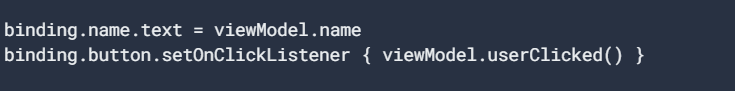 binding.name.text = viewModel.name
binding.button.setOnClickListener { viewModel.userClicked() }